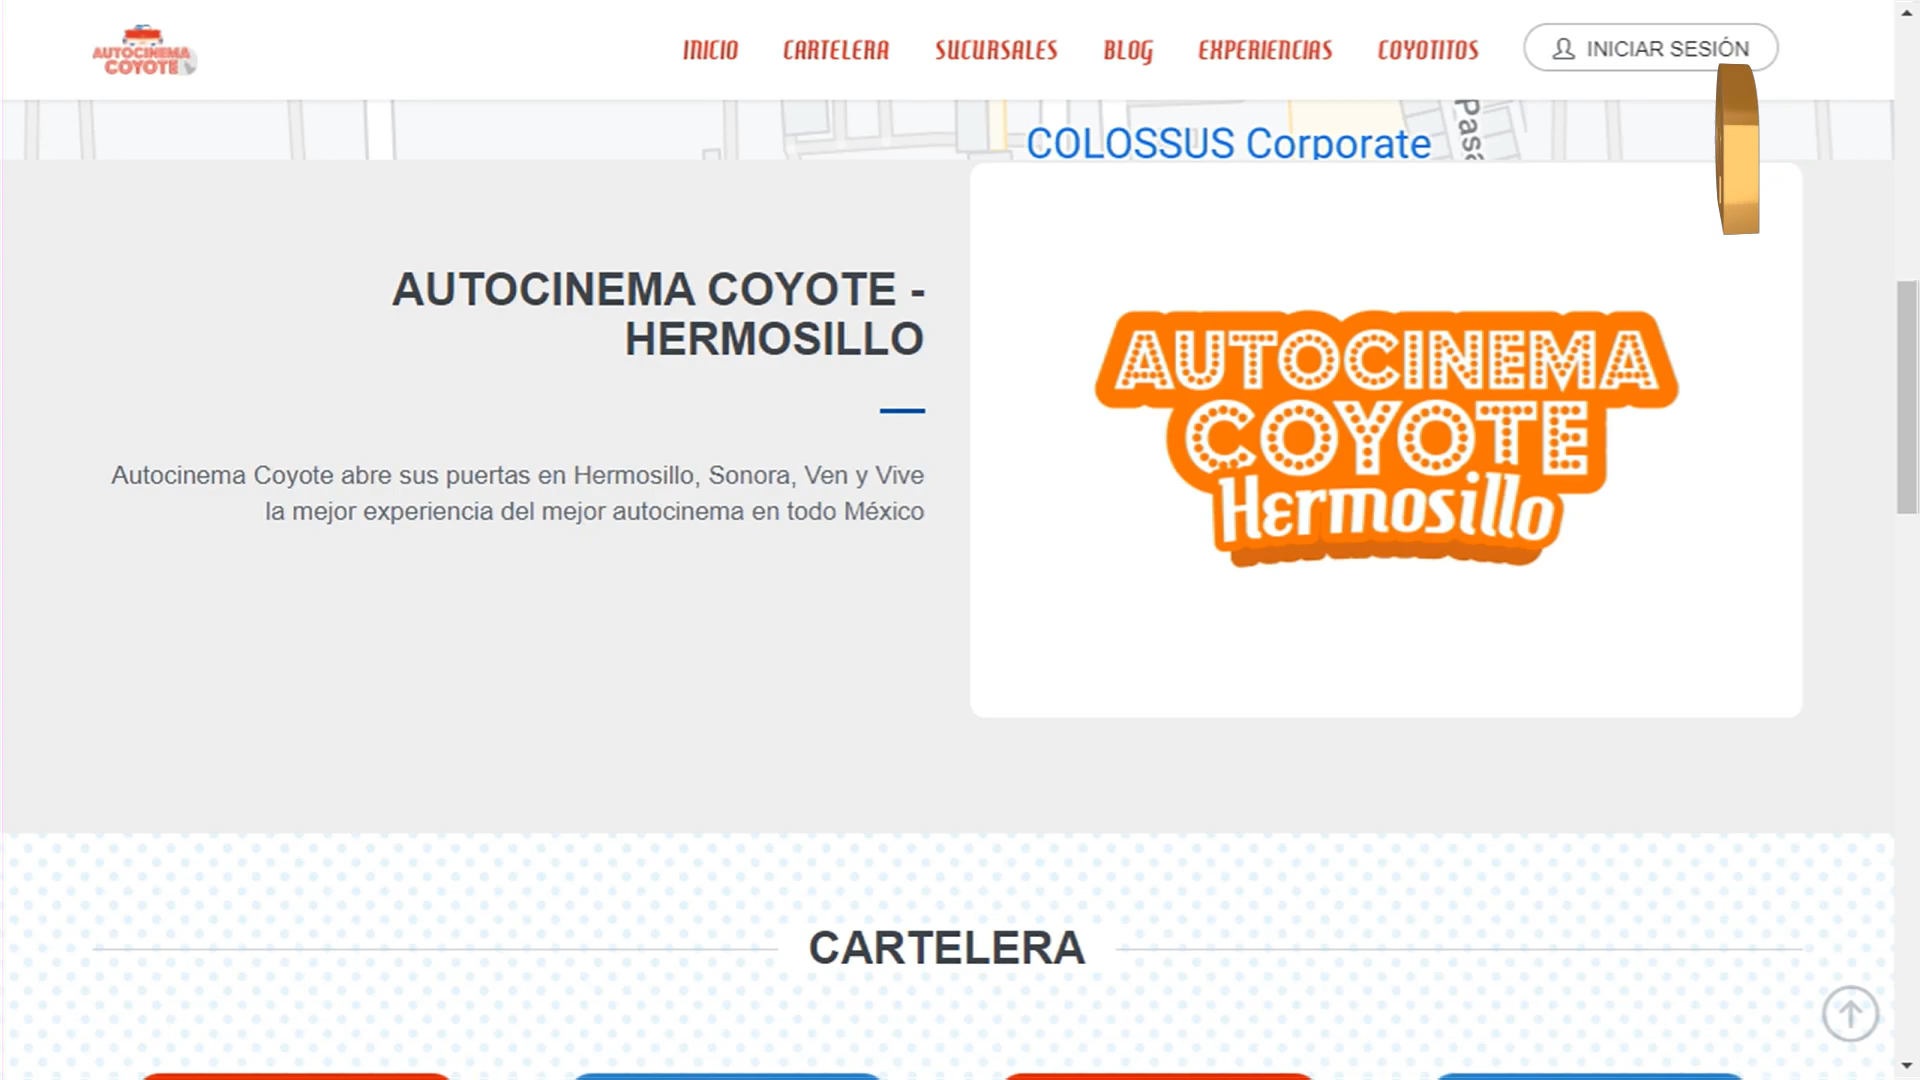 AUTOCINEMA
COYOTE
INICIO CARTELERA SUCURSALES BLOG EXPERIENCIAS COYOTITOS INICIAR SESIÓN
COLOSSUS Corporate
AUTOCINEMA COYOTE -
HERMOSILLO
Autocinema Coyote abre sus puertas en Hermosillo, Sonora, Ven y Vive
la mejor experiencia del mejor autocinema en todo México
AUTOCINEMA
COYOTE
Hermosillo
CARTELERA